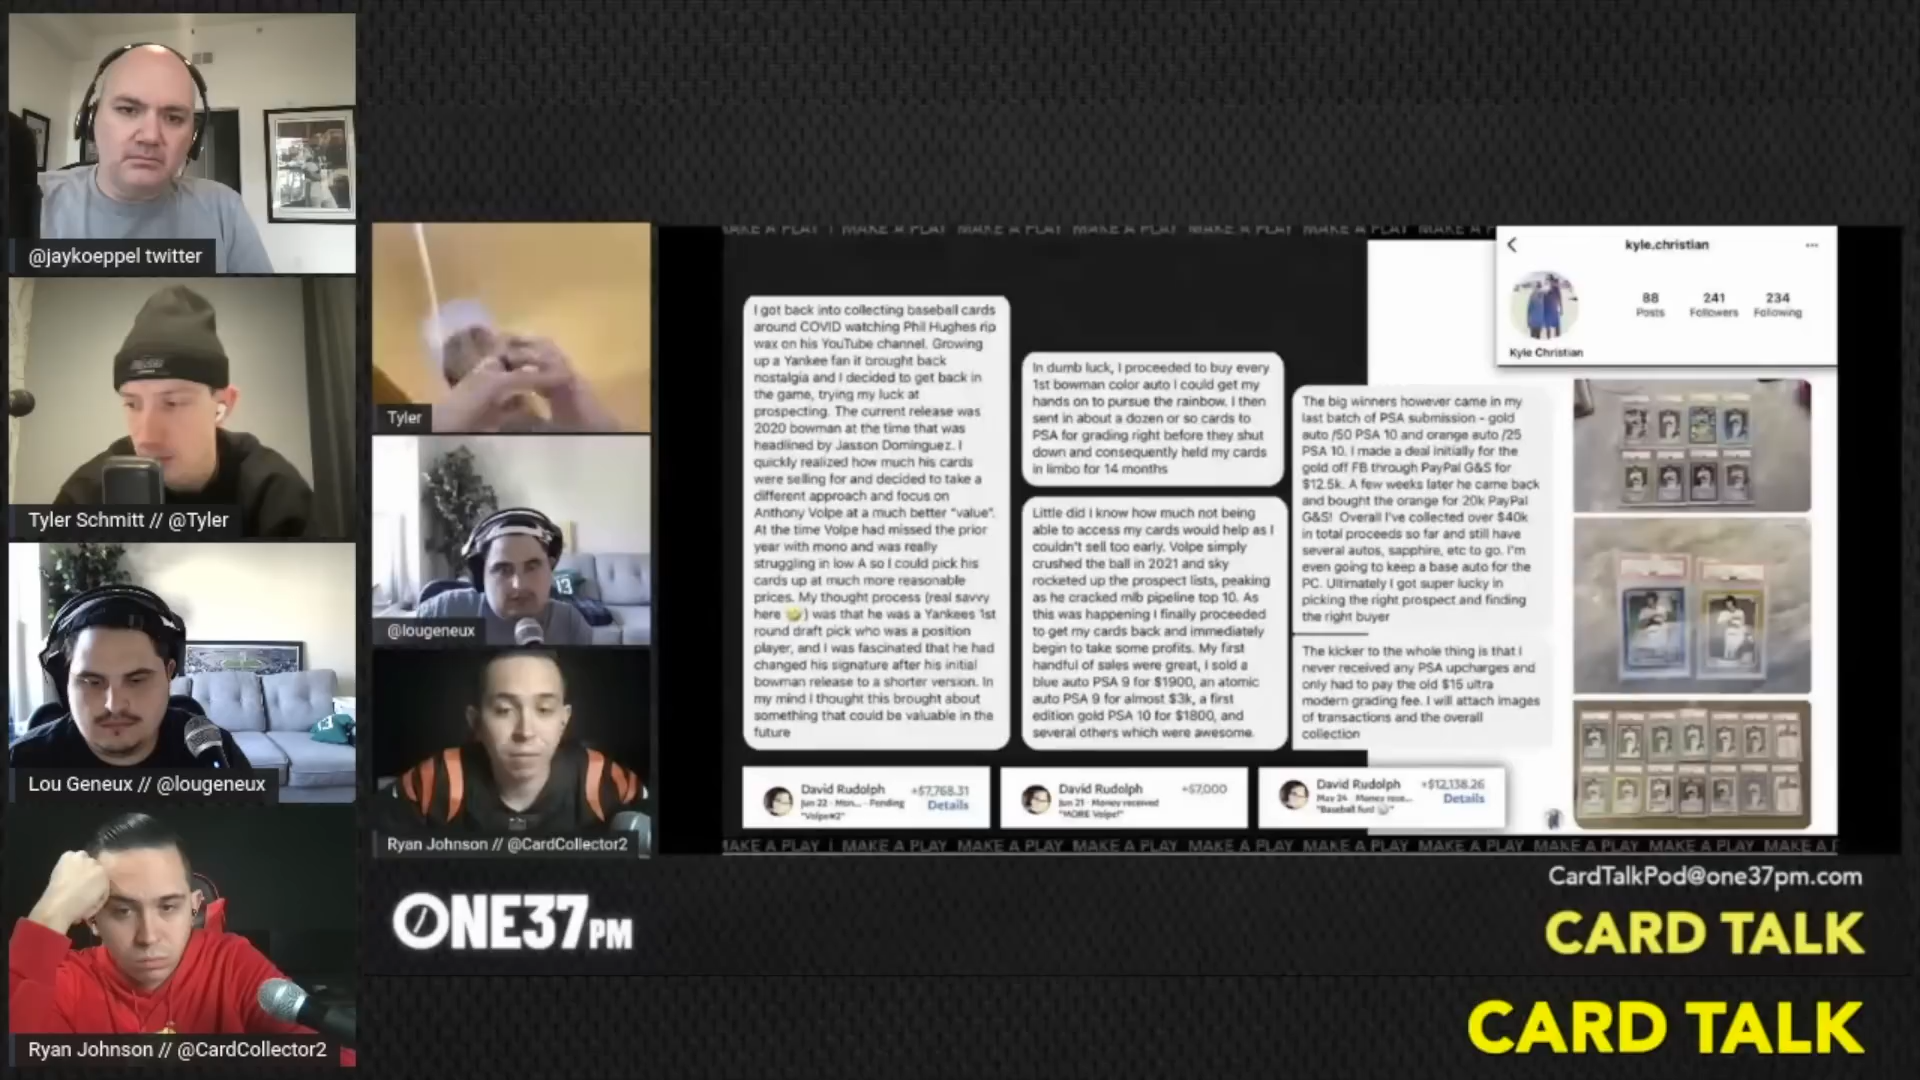 @jaykoeppel twitter
Tyler Schmitt // @Tyler
Lou Geneux // @lougeneux
Ryan Johnson // @CardCollector2
Tyler
@lougeneux
13
Ryan Johnson // @CardCollector2
MAKE A PLAY | MAKE A PLAY MAKE A PLAY MAKE A PLAY MAKE A PLAY MAKE A PLAY MAKE A P
I got back into collecting baseball cards
around COVID watching Phil Hughes rip
wax on his YouTube channel. Growing
up a Yankee fan it brought back
nostalgia and I decided to get back in
the game, trying my luck at
prospecting. The current release was
2020 bowman at the time that was
headlined by Jasson Dominguez. I
quickly realized how much his cards
were selling for and decided to take a
different approach and focus on
Anthony Volpe at a much better "value".
At the time Volpe had missed the prior
year with mono and was really
struggling in low A so I could pick his
cards up at much more reasonable
prices. My thought process (real savvy
here 🤣) was that he was a Yankees 1st
round draft pick who was a position
player, and I was fascinated that he had
changed his signature after his initial
bowman release to a shorter version. In
my mind I thought this brought about
something that could be valuable in the
future
In dumb luck, I proceeded to buy every
1st bowman color auto I could get my
hands on to pursue the rainbow. I then
sent in about a dozen or so cards to
PSA for grading right before they shut
down and consequently held my cards
in limbo for 14 months
Little did I know how much not being
able to access my cards would help as I
couldn't sell too early. Volpe simply
crushed the ball in 2021 and sky
rocketed up the prospect lists, peaking
as he cracked mlb pipeline top 10. As
this was happening I finally proceeded
to get my cards back and immediately
begin to take some profits. My first
handful of sales were great, I sold a
blue auto PSA 9 for $1900, an atomic
auto PSA 9 for almost $3k, a first
edition gold PSA 10 for $1800, and
several others which were awesome.
The big winners however came in my
last batch of PSA submission - gold
auto /50 PSA 10 and orange auto /25
PSA 10. I made a deal initially for the
gold off FB through PayPal G&S for
$12.5k. A few weeks later he came back
and bought the orange for 20k PayPal
G&S! Overall I've collected over $40k
in total proceeds so far and still have
several autos, sapphire, etc to go. I'm
even going to keep a base auto for the
PC. Ultimately I got super lucky in
picking the right prospect and finding
the right buyer
The kicker to the whole thing is that I
never received any PSA upcharges and
only had to pay the old $15 ultra
modern grading fee. I will attach images
of transactions and the overall
collection
kyle.christian
88
Posts
241
Followers
234
Following
Kyle Christian
David Rudolph +$7,768.31
Jun 22 · Mon... · Pending Details
"Volpe#2"
David Rudolph +$7,000
Jun 21 · Money received
"MORE Volpe!"
David Rudolph +$12,138.26
May 24 · Money rece... Details
"Baseball fun!
MAKE A PLAY | MAKE A PLAY MAKE A PLAY MAKE A PLAY MAKE A PLAY MAKE A PLAY MAKE A PLAY MAKE A PLAY MAKE A PLAY MAKE A P
CardTalkPod@one37pm.com
ONE37PM
CARD TALK
CARD TALK